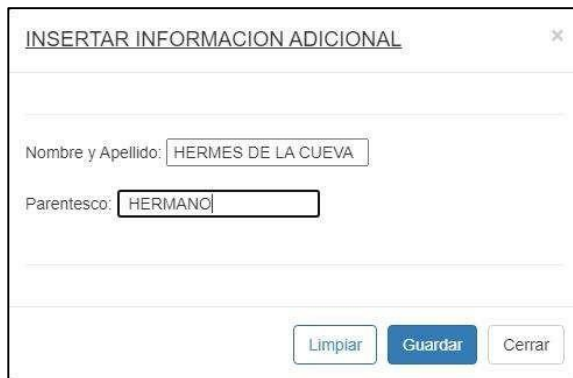 INSERTAR INFORMACION ADICIONAL ×
Nombre y Apellido: HERMES DE LA CUEVA
Parentesco: HERMANO
Limpiar Guardar Cerrar